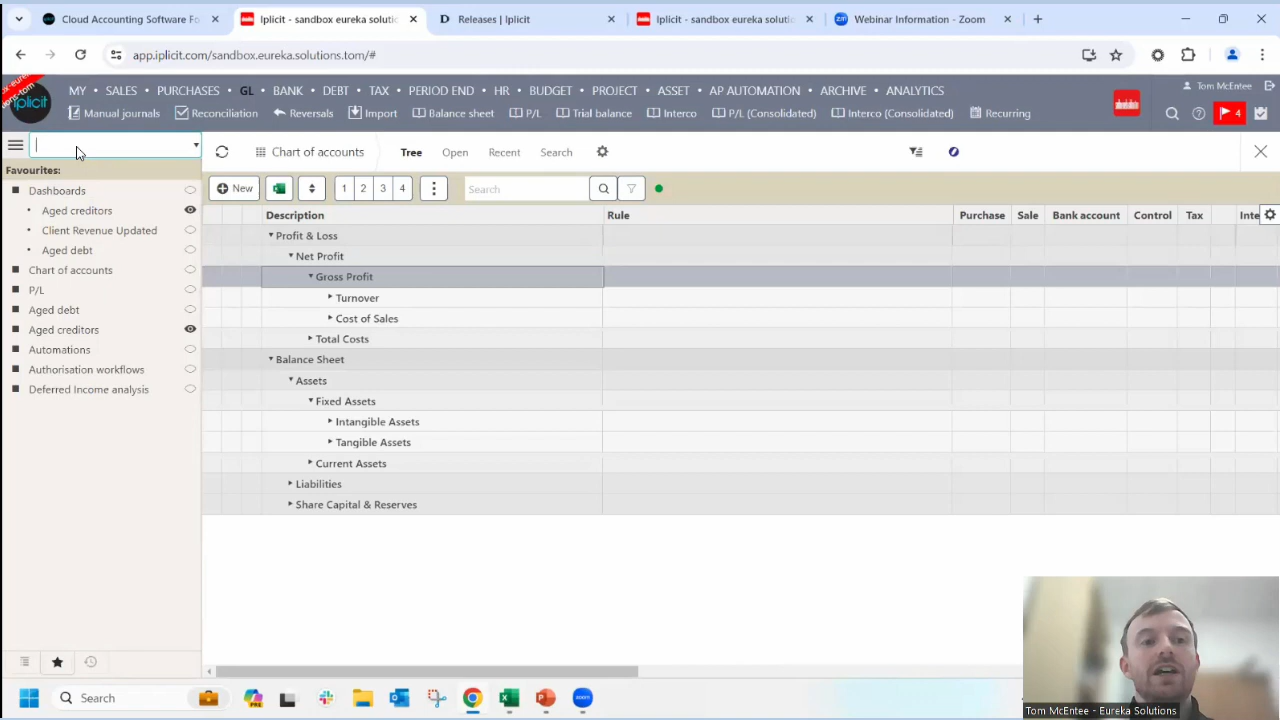 Cloud Accounting Software Fo
Iplicit - sandbox eureka solutio
Releases | Iplicit
Iplicit - sandbox eureka solutio
Webinar Information - Zoom
app.iplicit.com/sandbox.eureka.solutions.tom/#
MY • SALES • PURCHASES • GL • BANK • DEBT • TAX • PERIOD END • HR • BUDGET • PROJECT • ASSET • AP AUTOMATION • ARCHIVE • ANALYTICS
Tom McEntee
iplicit
Manual journals Reconciliation Reversals Import Balance sheet P/L Trial balance Interco P/L (Consolidated) Interco (Consolidated) Recurring
4
Chart of accounts Tree Open Recent Search
Favourites:
Dashboards
Aged creditors
Client Revenue Updated
Aged debt
Chart of accounts
P/L
Aged debt
Aged creditors
Automations
Authorisation workflows
Deferred Income analysis
New 1 2 3 4 Search
Description Rule Purchase Sale Bank account Control Tax Inte
Profit & Loss
Net Profit
Gross Profit
Turnover
Cost of Sales
Total Costs
Balance Sheet
Assets
Fixed Assets
Intangible Assets
Tangible Assets
Current Assets
Liabilities
Share Capital & Reserves
Tom McEntee - Eureka Solutions
Search